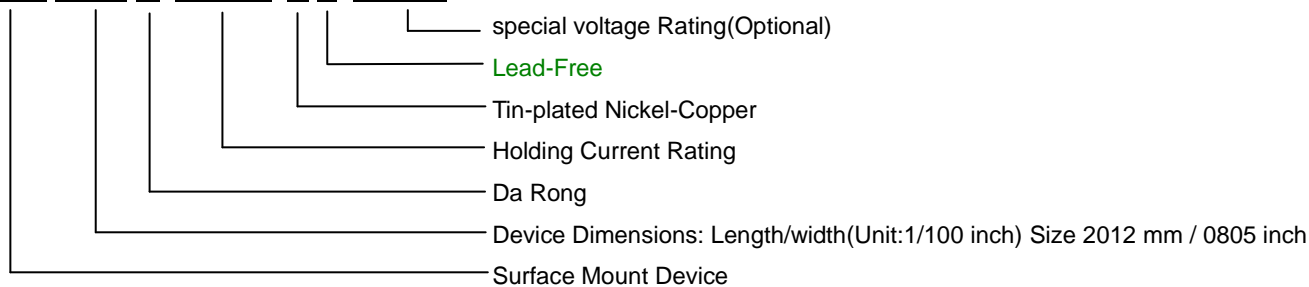 special voltage Rating(Optional)
Lead-Free
Tin-plated Nickel-Copper
Holding Current Rating
Da Rong
Device Dimensions: Length/width(Unit:1/100 inch) Size 2012 mm / 0805 inch
Surface Mount Device